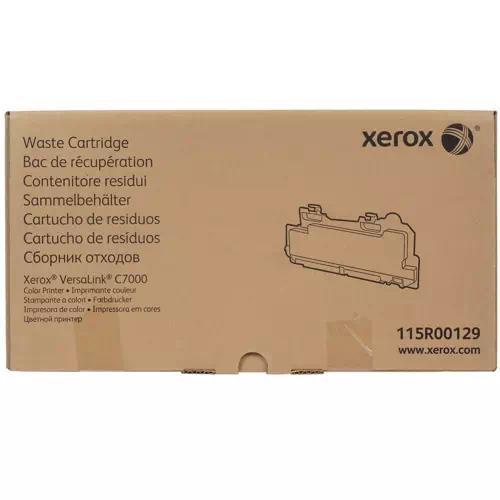 Waste Cartridge
Bac de récupération
Contenitore residui
Sammelbehälter
Cartucho de residuos
Cartucho de resíduos
Сборник отходов
Xerox® VersaLink® C7000
Color Printer • Imprimante couleur
Stampante a colori • Farbdrucker
Impresora de color • Impressora em cores
Цветной принтер
xerox
115R00129
www.xerox.com